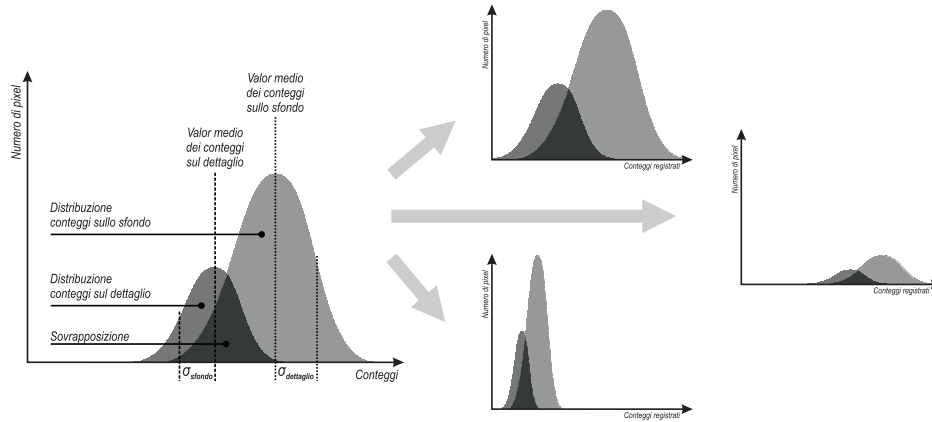 Numero di pixel
Valor medio
dei conteggi
sullo sfondo
Valor medio
dei conteggi
sul dettaglio
Distribuzione
conteggi sullo sfondo
Distribuzione
conteggi sul dettaglio
Sovrapposizione
σsfondo
σdettaglio
Conteggi
Numero di pixel
Conteggi registrati
Numero di pixel
Conteggi registrati
Numero di pixel
Conteggi registrati